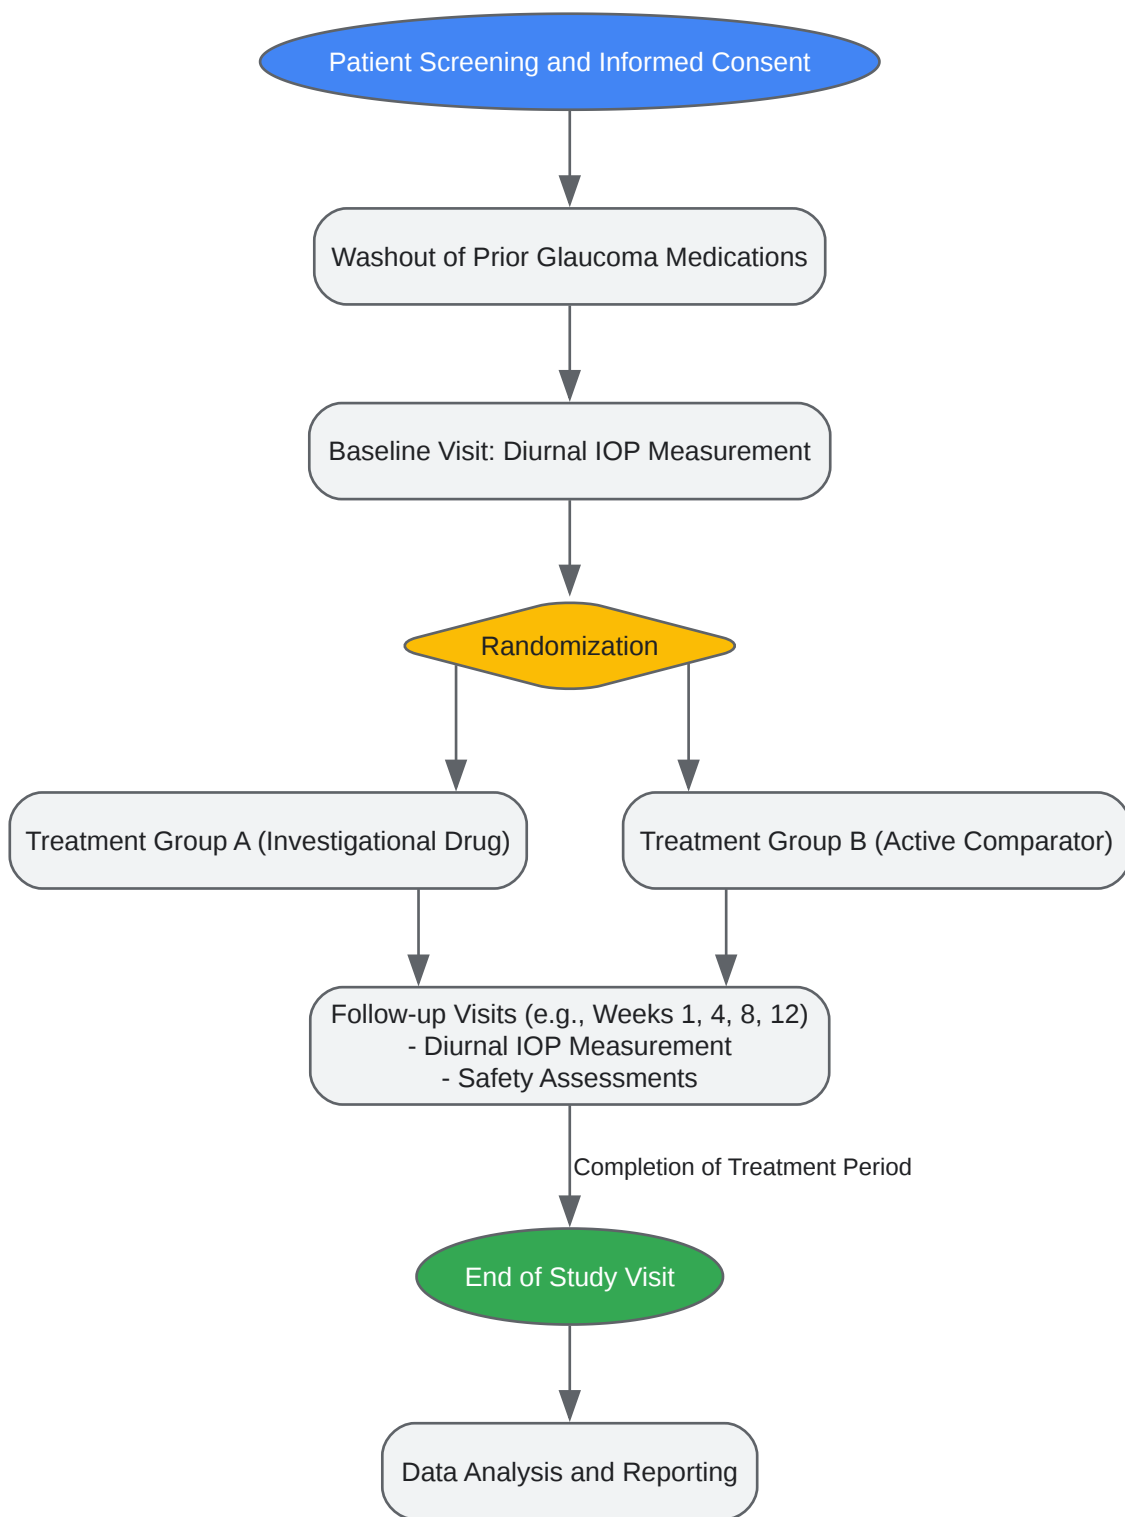 Patient Screening and Informed Consent
Washout of Prior Glaucoma Medications
Baseline Visit: Diurnal IOP Measurement
Randomization
Treatment Group A (Investigational Drug)
Treatment Group B (Active Comparator)
Follow-up Visits (e.g., Weeks 1, 4, 8, 12)
- Diurnal IOP Measurement
- Safety Assessments
Completion of Treatment Period
End of Study Visit
Data Analysis and Reporting